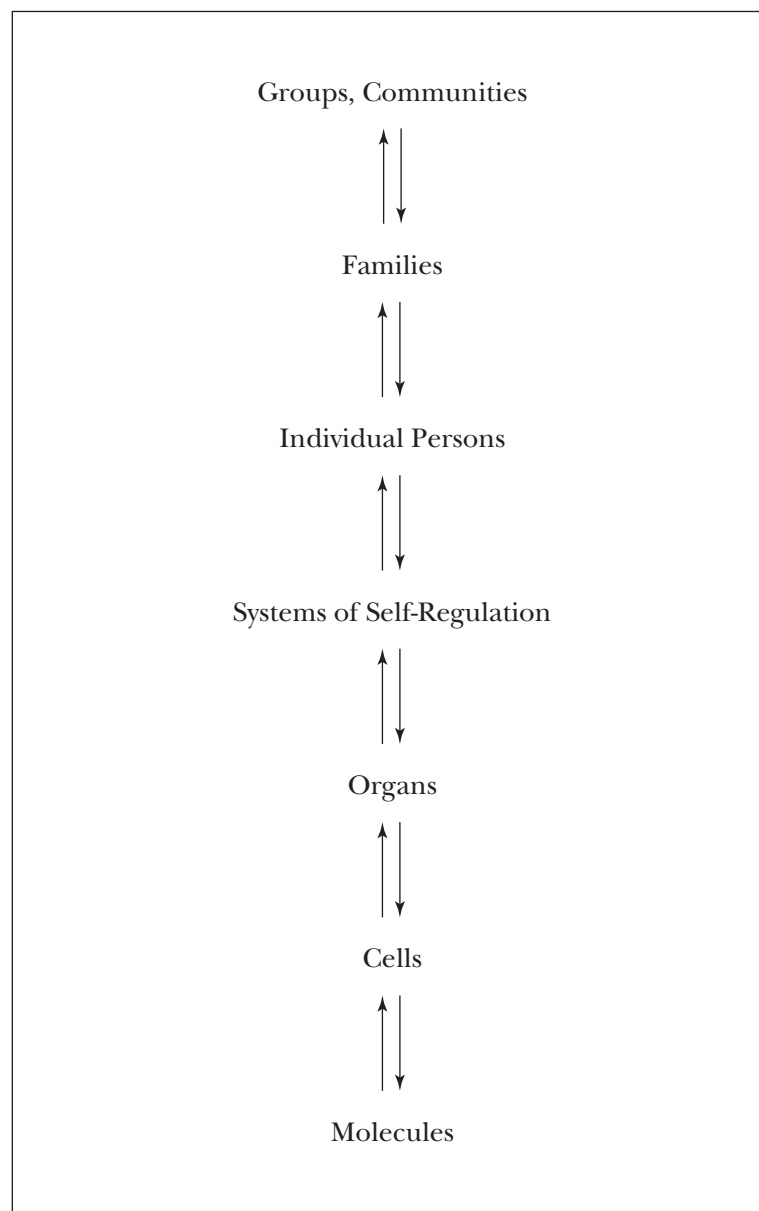 Groups, Communities
Families
Individual Persons
Systems of Self-Regulation
Organs
Cells
Molecules